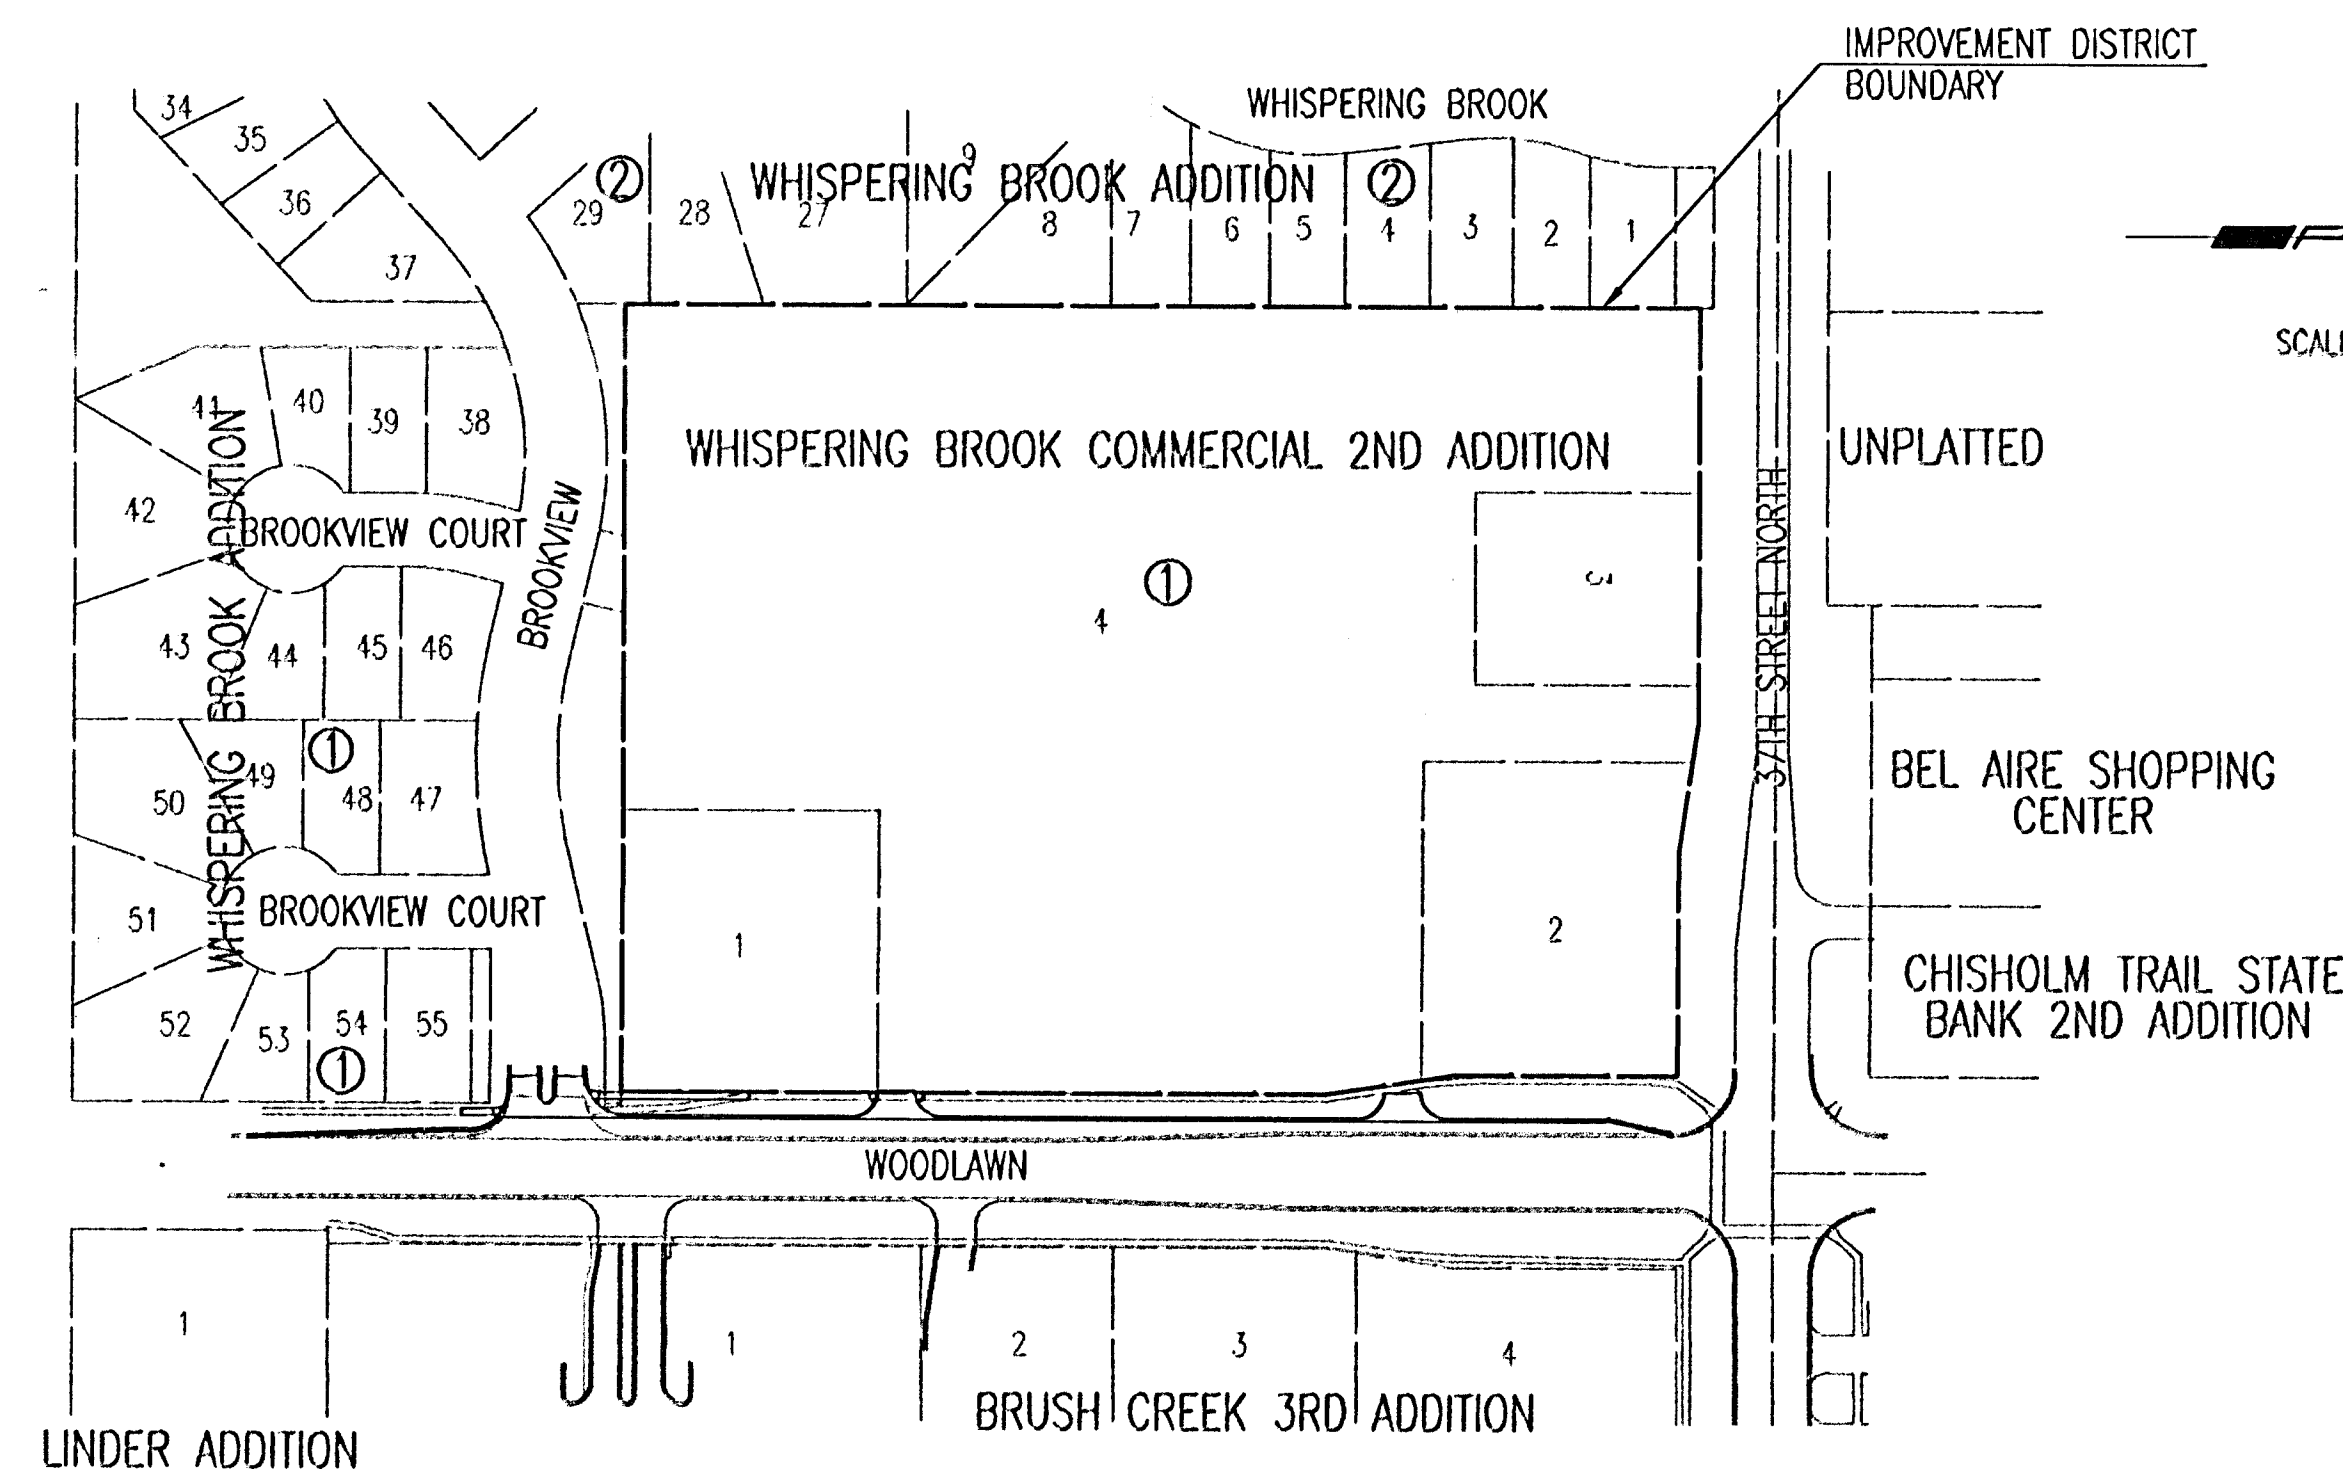 IMPROVEMENT DISTRICT
BOUNDARY
WHISPERING BROOK
34
35
36
37
29
2
28
WHISPERING BROOK ADDITION
27
9
8
7
6
5
2
4
3
2
1
SCALE
41
40
39
38
WHISPERING BROOK COMMERCIAL 2ND ADDITION
UNPLATTED
42
BROOKVIEW COURT
BROOKVIEW
WHISPERING BROOK ADDITION
37TH STREET NORTH
1
3
4
43
44
45
46
1
50
49
48
47
BEL AIRE SHOPPING
CENTER
51
BROOKVIEW COURT
1
2
CHISHOLM TRAIL STATE
BANK 2ND ADDITION
52
53
54
55
1
WOODLAWN
1
1
2
3
4
BRUSH CREEK 3RD ADDITION
LINDER ADDITION